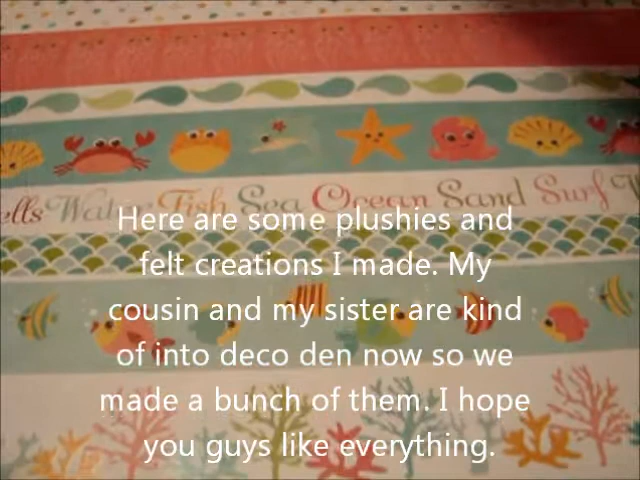 ells Water Fish Sea Ocean Sand Surf W
Here are some plushies and
felt creations I made. My
cousin and my sister are kind
of into deco den now so we
made a bunch of them. I hope
you guys like everything.